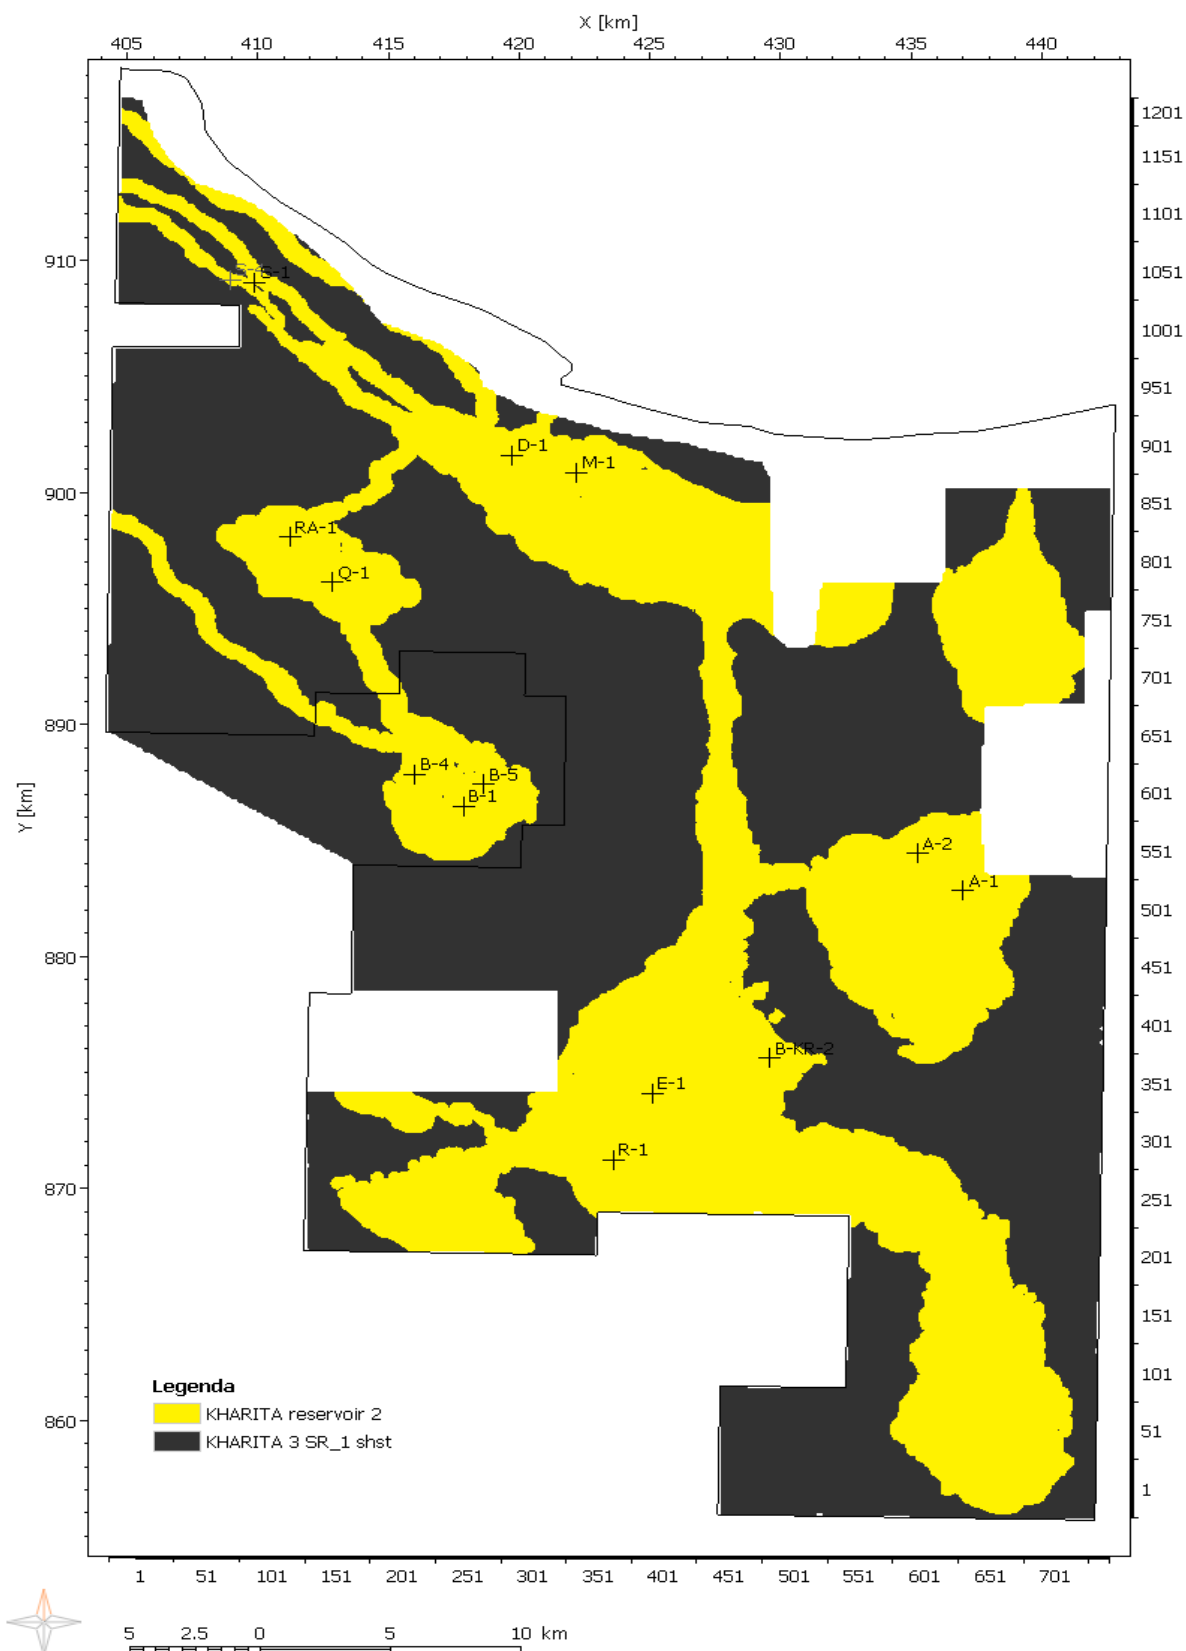 X [km]
405 410 415 420 425 430 435 440
1201
1151
1101
910
1051
S-1
1001
951
D-1
901
M-1
900
851
RA-1
801
Q-1
751
701
890
651
B-4
B-5
B-1
601
Y [km]
A-2
551
A-1
501
880
451
401
B-KR-2
E-1
351
R-1
301
870
251
201
151
Legenda
101
KHARITA reservoir 2
860
51
KHARITA 3 SR_1 shst
1
1 51 101 151 201 251 301 351 401 451 501 551 601 651 701
5 2.5 0 5 10 km